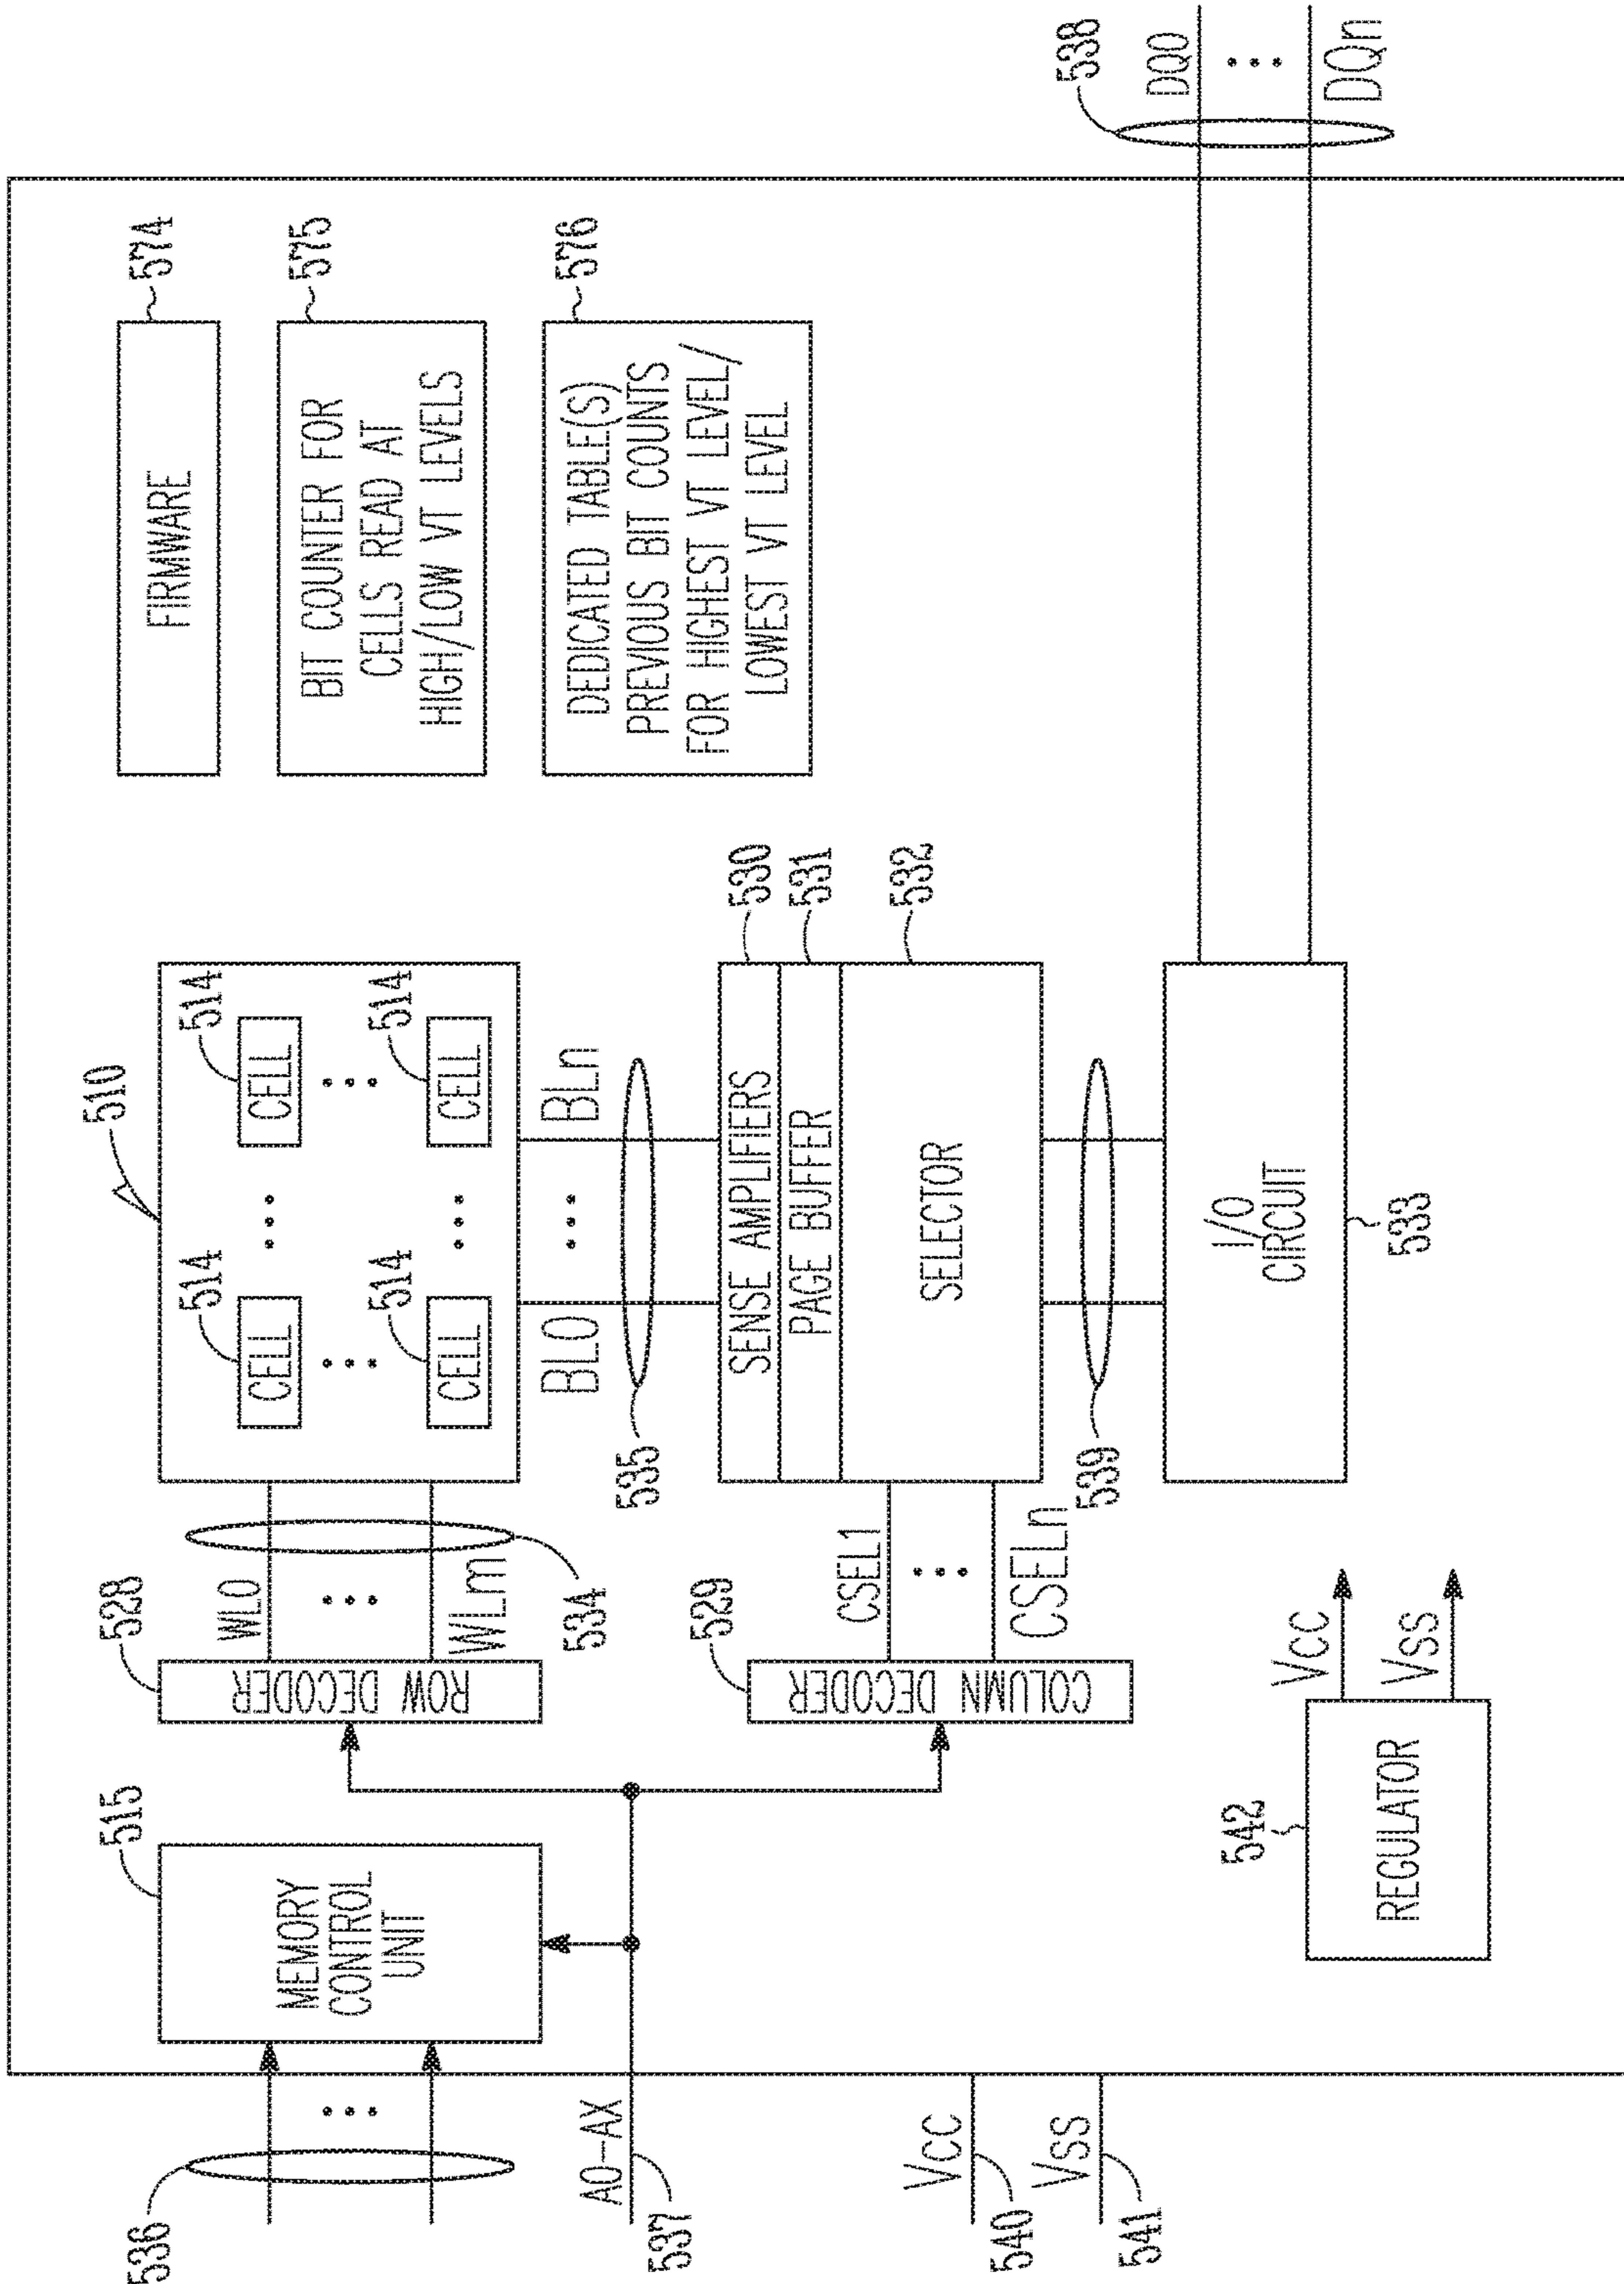 536
A0-AX
537
VCC
540
VSS
541
515
MEMORY
CONTROL
UNIT
528
ROW DECODER
529
COLUMN DECODER
542
REGULATOR
VCC
VSS
WL0
WLm
534
CSEL1
CSELn
510
514
CELL
514
CELL
514
CELL
514
CELL
BL0
BLn
535
SENSE AMPLIFIERS
530
PAGE BUFFER
531
SELECTOR
532
539
I/O
CIRCUIT
533
FIRMWARE
574
BIT COUNTER FOR
CELLS READ AT
HIGH/LOW VT LEVELS
575
DEDICATED TABLE(S)
PREVIOUS BIT COUNTS
FOR HIGHEST VT LEVEL/
LOWEST VT LEVEL
576
538
DQ0
DQn